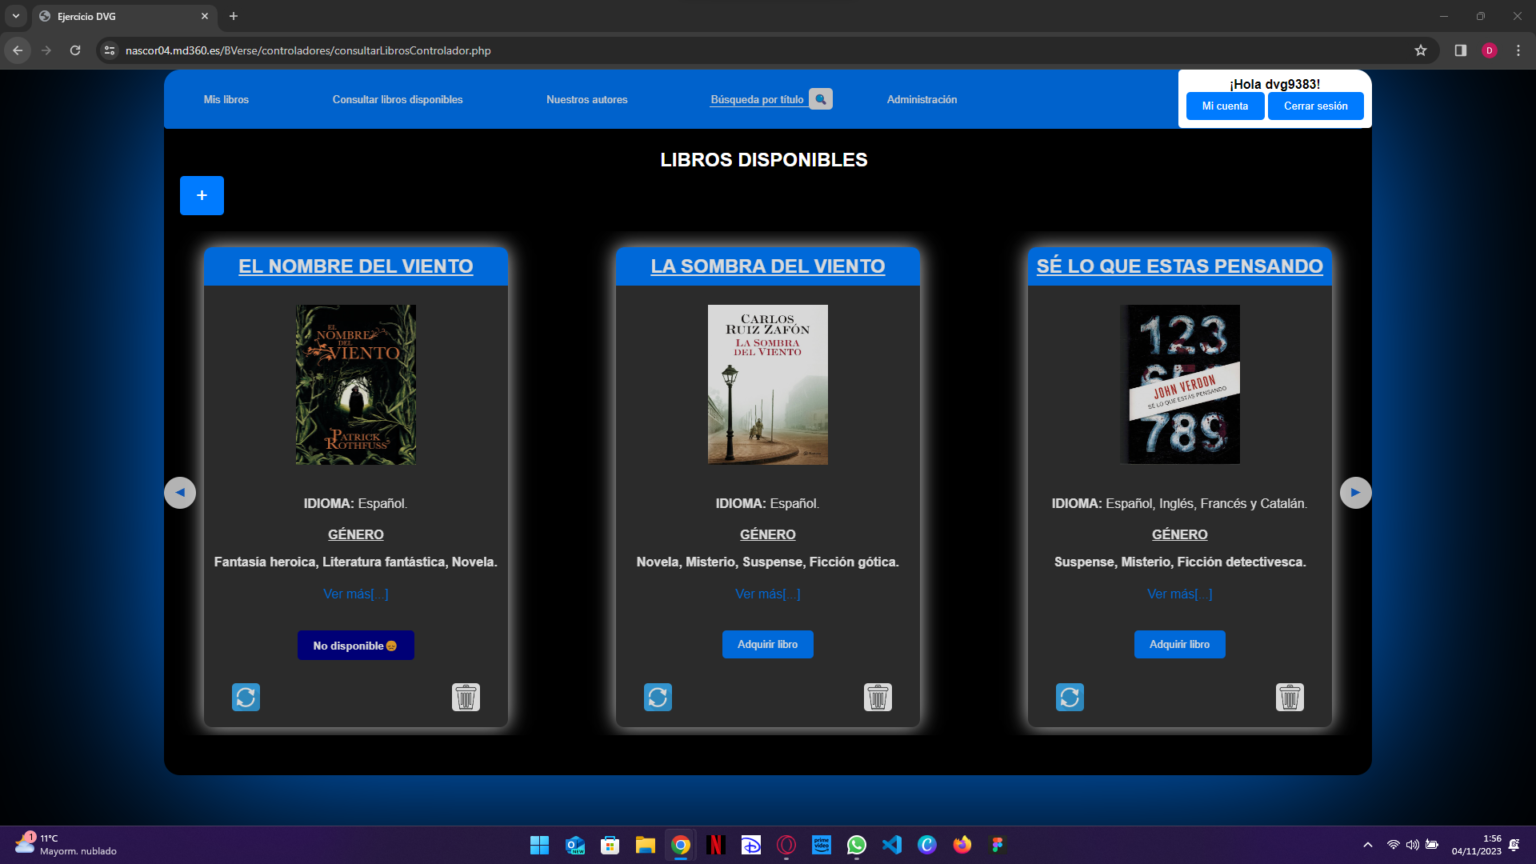 Ejercicio DVG
nascor04.md360.es/BVerse/controladores/consultarLibrosControlador.php
D
Mis libros
Consultar libros disponibles
Nuestros autores
Búsqueda por título
Administración
¡Hola dvg9383!
Mi cuenta
Cerrar sesión
LIBROS DISPONIBLES
+
EL NOMBRE DEL VIENTO
EL
NOMBRE
DEL
VIENTO
PATRICK
ROTHFUSS
IDIOMA: Español.
GÉNERO
Fantasía heroica, Literatura fantástica, Novela.
Ver más[...]
No disponible
LA SOMBRA DEL VIENTO
CARLOS
RUIZ ZAFÓN
LA SOMBRA
DEL VIENTO
IDIOMA: Español.
GÉNERO
Novela, Misterio, Suspense, Ficción gótica.
Ver más[...]
Adquirir libro
SÉ LO QUE ESTAS PENSANDO
123
JOHN VERDON
SÉ LO QUE ESTÁS PENSANDO
789
IDIOMA: Español, Inglés, Francés y Catalán.
GÉNERO
Suspense, Misterio, Ficción detectivesca.
Ver más[...]
Adquirir libro
1
11°C
Mayorm. nublado
1:56
04/11/2023